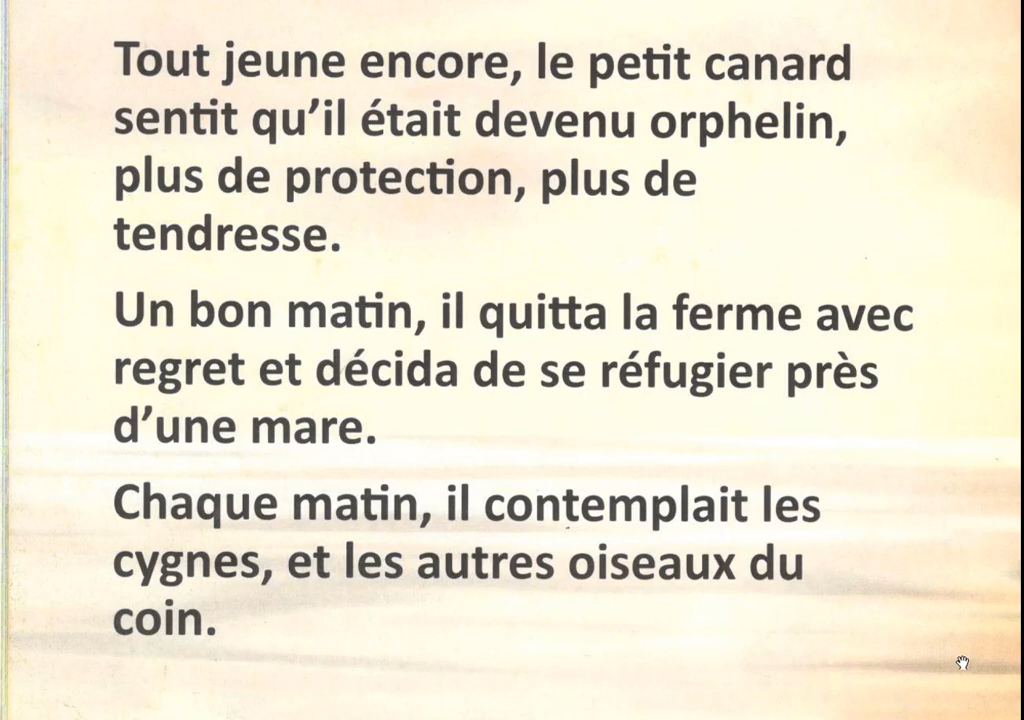 Tout jeune encore, le petit canard
sentit qu’il était devenu orphelin,
plus de protection, plus de
tendresse.
Un bon matin, il quitta la ferme avec
regret et décida de se réfugier près
d’une mare.
Chaque matin, il contemplait les
cygnes, et les autres oiseaux du
coin.